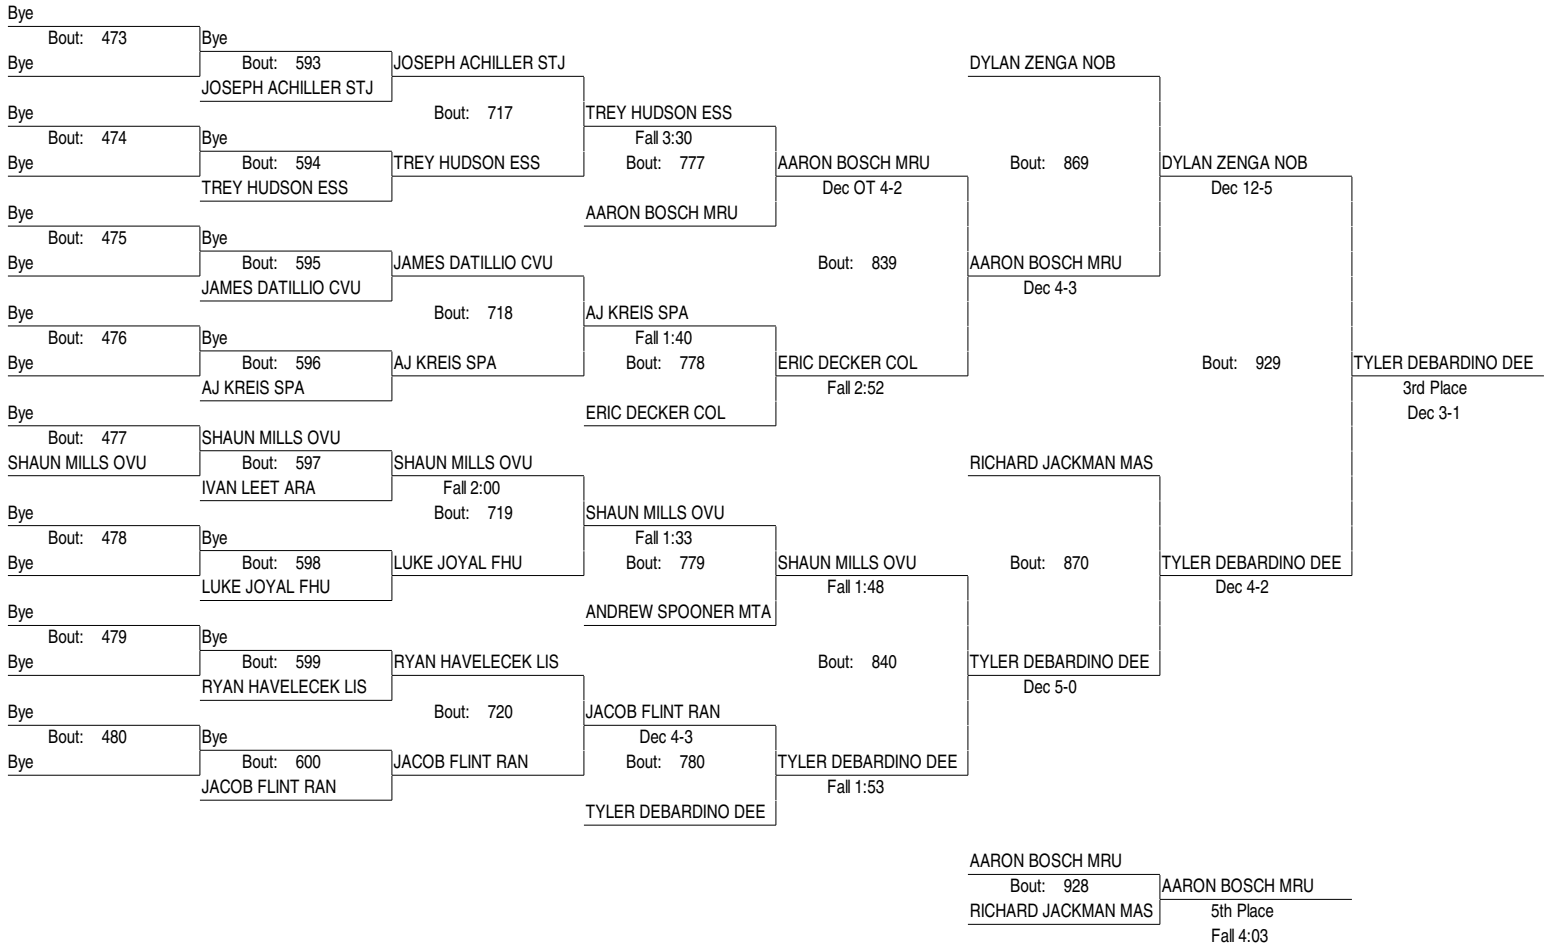 Bye
Bout: 473
Bye
Bye
Bout: 593
JOSEPH ACHILLER STJ
JOSEPH ACHILLER STJ
DYLAN ZENGA NOB
Bye
Bout: 474
Bye
Bye
Bout: 594
TREY HUDSON ESS
Bout: 717
TREY HUDSON ESS
TREY HUDSON ESS
Fall 3:30
Bout: 777
AARON BOSCH MRU
AARON BOSCH MRU
Dec OT 4-2
Bout: 869
DYLAN ZENGA NOB
Dec 12-5
Bye
Bout: 475
Bye
Bye
Bout: 595
JAMES DATILLIO CVU
JAMES DATILLIO CVU
Bout: 839
AARON BOSCH MRU
Dec 4-3
Bye
Bout: 476
Bye
Bye
Bout: 596
AJ KREIS SPA
Bout: 718
AJ KREIS SPA
AJ KREIS SPA
Fall 1:40
Bout: 778
ERIC DECKER COL
ERIC DECKER COL
Fall 2:52
Bout: 929
TYLER DEBARDINO DEE
3rd Place
Dec 3-1
Bye
Bout: 477
SHAUN MILLS OVU
SHAUN MILLS OVU
Bout: 597
IVAN LEET ARA
SHAUN MILLS OVU
Fall 2:00
RICHARD JACKMAN MAS
Bye
Bout: 478
Bye
Bye
Bout: 598
LUKE JOYAL FHU
Bout: 719
LUKE JOYAL FHU
SHAUN MILLS OVU
Fall 1:33
Bout: 779
ANDREW SPOONER MTA
SHAUN MILLS OVU
Fall 1:48
Bout: 870
TYLER DEBARDINO DEE
Dec 4-2
Bye
Bout: 479
Bye
Bye
Bout: 599
RYAN HAVELECEK LIS
RYAN HAVELECEK LIS
Bout: 840
TYLER DEBARDINO DEE
Dec 5-0
Bye
Bout: 480
Bye
Bye
Bout: 600
JACOB FLINT RAN
Bout: 720
JACOB FLINT RAN
JACOB FLINT RAN
Dec 4-3
Bout: 780
TYLER DEBARDINO DEE
TYLER DEBARDINO DEE
Fall 1:53
AARON BOSCH MRU
Bout: 928
RICHARD JACKMAN MAS
AARON BOSCH MRU
5th Place
Fall 4:03